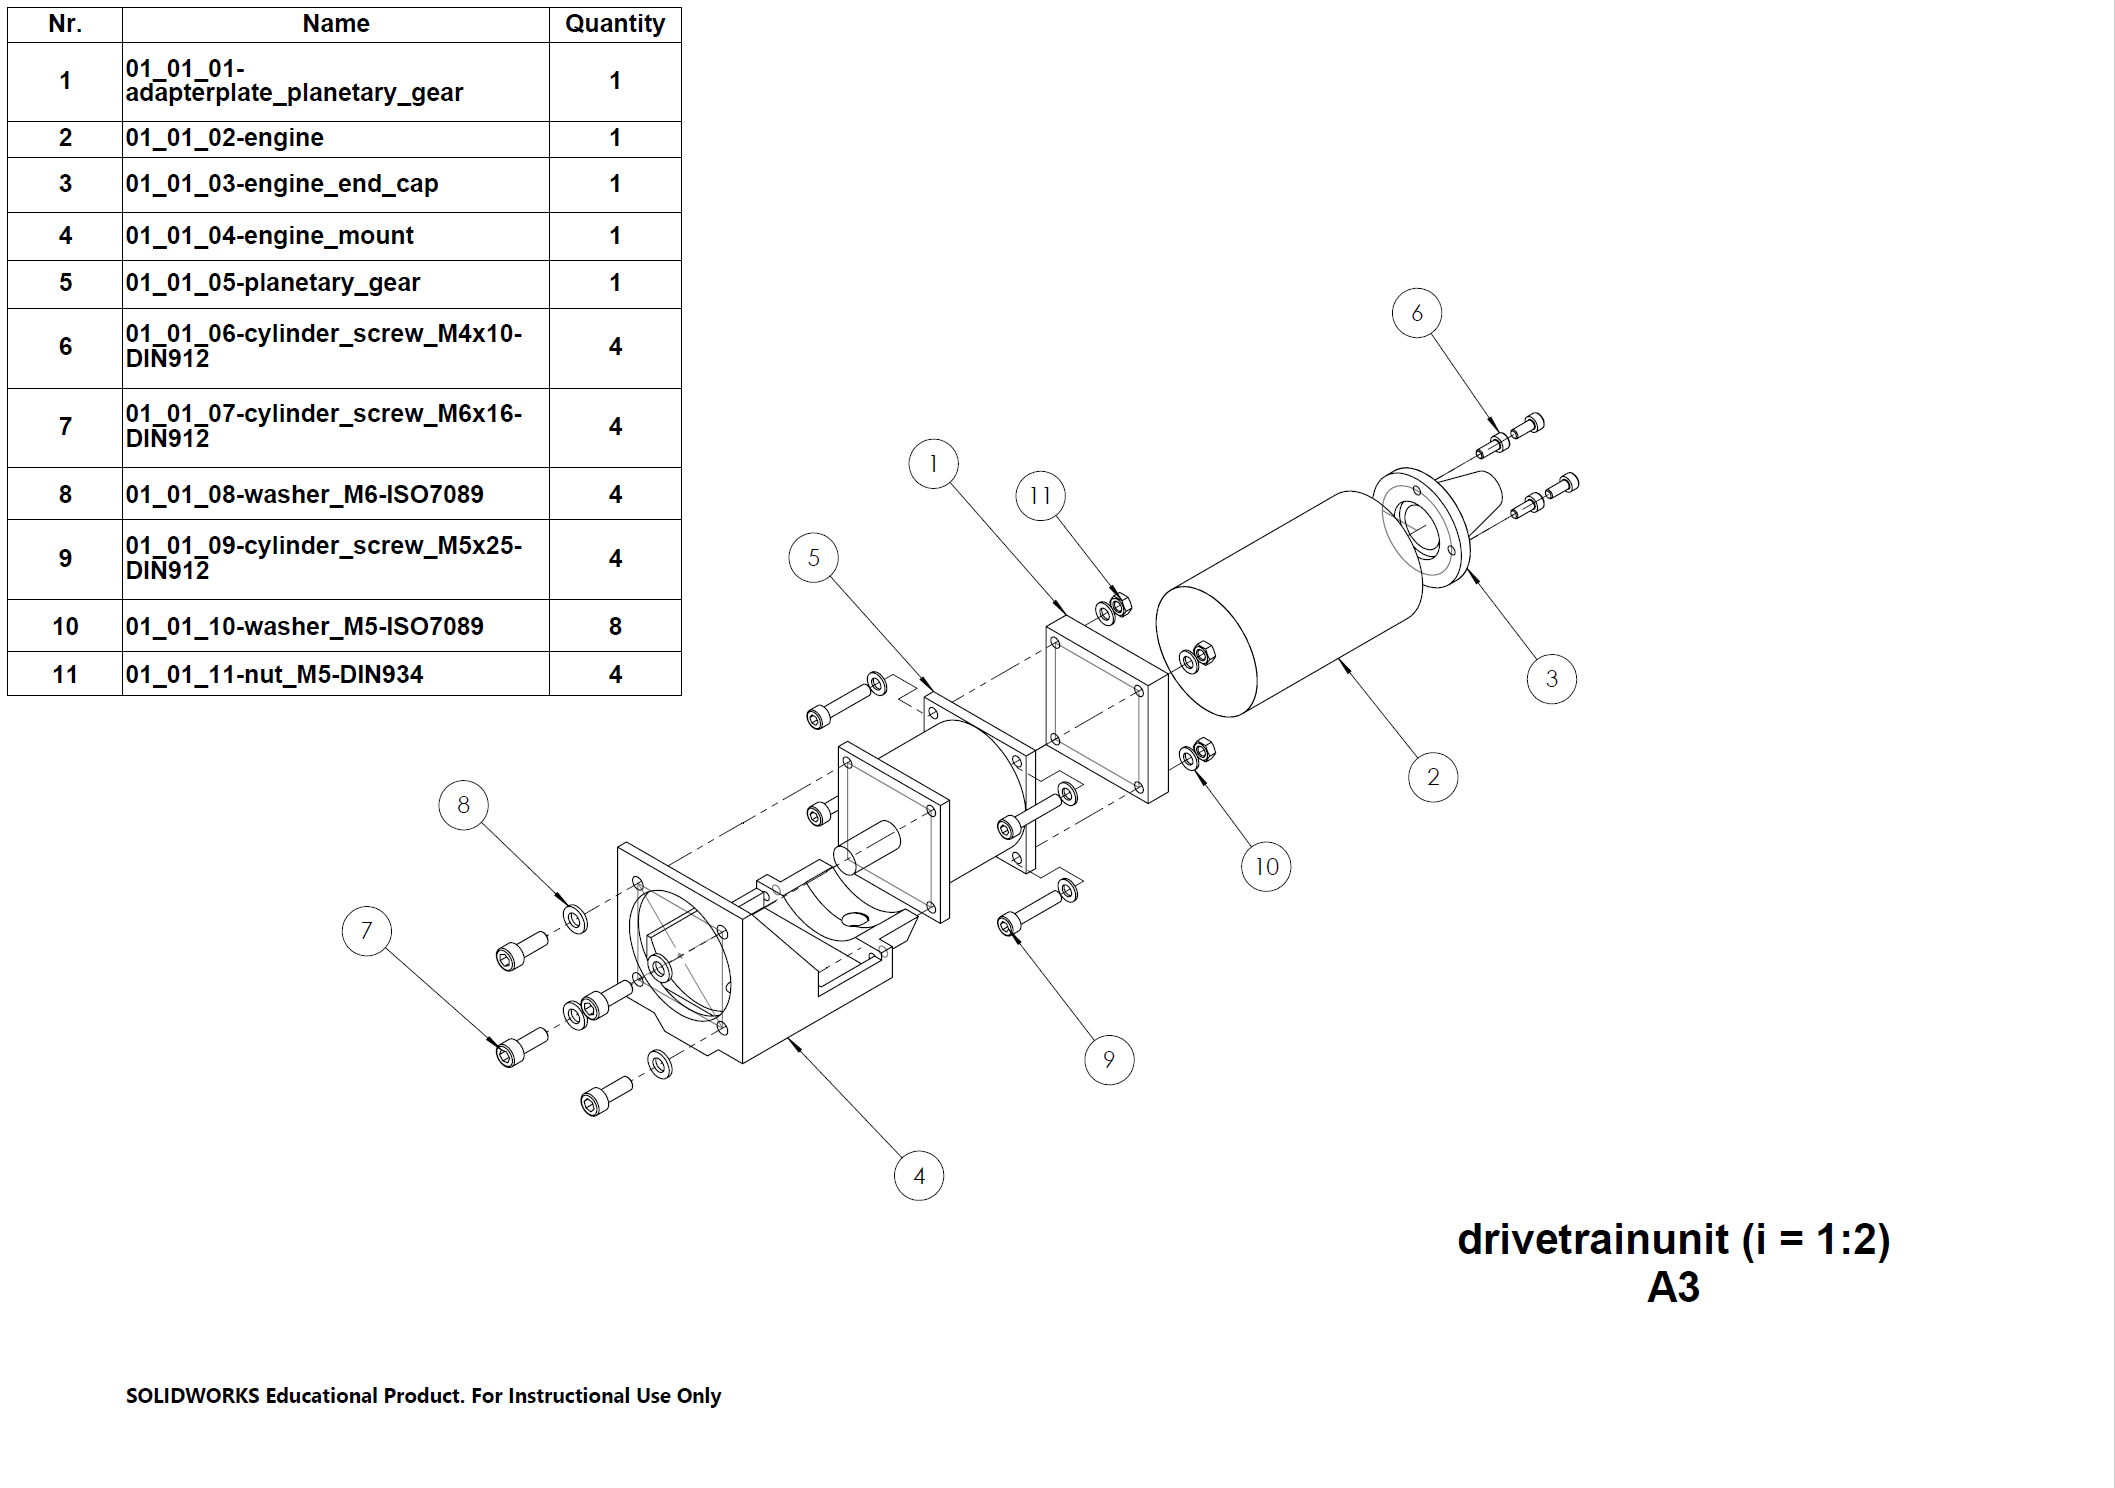 Nr. Name Quantity
1 01_01_01-
adapterplate_planetary_gear 1
2 01_01_02-engine 1
3 01_01_03-engine_end_cap 1
4 01_01_04-engine_mount 1
5 01_01_05-planetary_gear 1
6 01_01_06-cylinder_screw_M4x10-
DIN912 4
7 01_01_07-cylinder_screw_M6x16-
DIN912 4
8 01_01_08-washer_M6-ISO7089 4
9 01_01_09-cylinder_screw_M5x25-
DIN912 4
10 01_01_10-washer_M5-ISO7089 8
11 01_01_11-nut_M5-DIN934 4
6
1
11
5
3
2
8
10
7
9
4
drivetrainunit (i = 1:2)
A3
SOLIDWORKS Educational Product. For Instructional Use Only